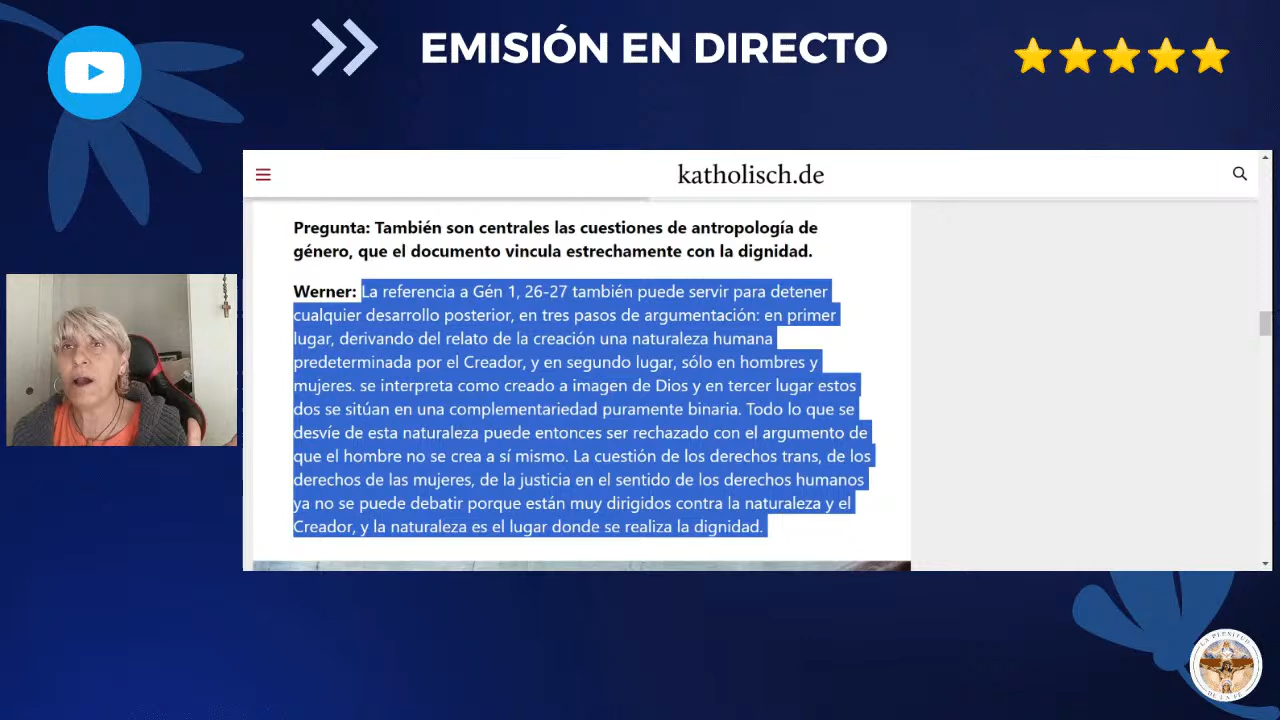 EMISIÓN EN DIRECTO
katholisch.de
Pregunta: También son centrales las cuestiones de antropología de
género, que el documento vincula estrechamente con la dignidad.
Werner: La referencia a Gén 1, 26-27 también puede servir para detener
cualquier desarrollo posterior, en tres pasos de argumentación: en primer
lugar, derivando del relato de la creación una naturaleza humana
predeterminada por el Creador, y en segundo lugar, sólo en hombres y
mujeres. se interpreta como creado a imagen de Dios y en tercer lugar estos
dos se sitúan en una complementariedad puramente binaria. Todo lo que se
desvíe de esta naturaleza puede entonces ser rechazado con el argumento de
que el hombre no se crea a sí mismo. La cuestión de los derechos trans, de los
derechos de las mujeres, de la justicia en el sentido de los derechos humanos
ya no se puede debatir porque están muy dirigidos contra la naturaleza y el
Creador, y la naturaleza es el lugar donde se realiza la dignidad.
LA PLENITUD
DE LA FE